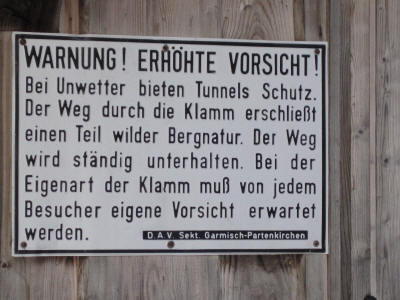 WARNUNG! ERHÖHTE VORSICHT!
Bei Unwetter bieten Tunnels Schutz.
Der Weg durch die Klamm erschließt
einen Teil wilder Bergnatur. Der Weg
wird ständig unterhalten. Bei der
Eigenart der Klamm muß von jedem
Besucher eigene Vorsicht erwartet
werden.
D.A.V. Sekt. Garmisch-Partenkirchen